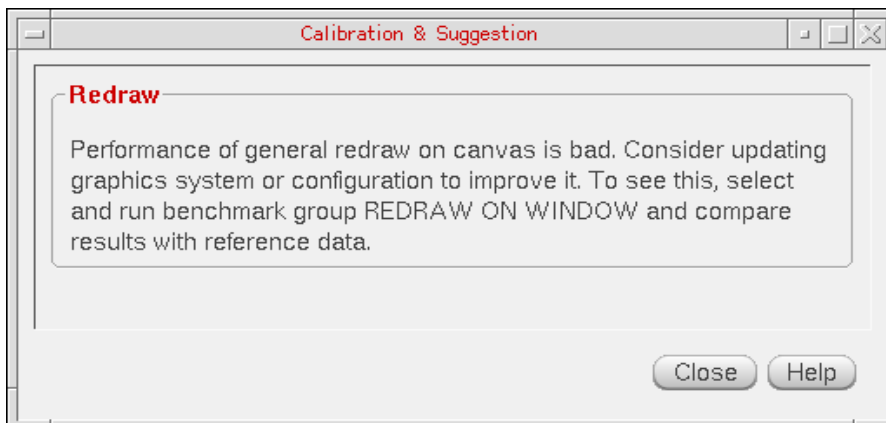 Calibration & Suggestion
Redraw
Performance of general redraw on canvas is bad. Consider updating
graphics system or configuration to improve it. To see this, select
and run benchmark group REDRAW ON WINDOW and compare
results with reference data.
Close Help